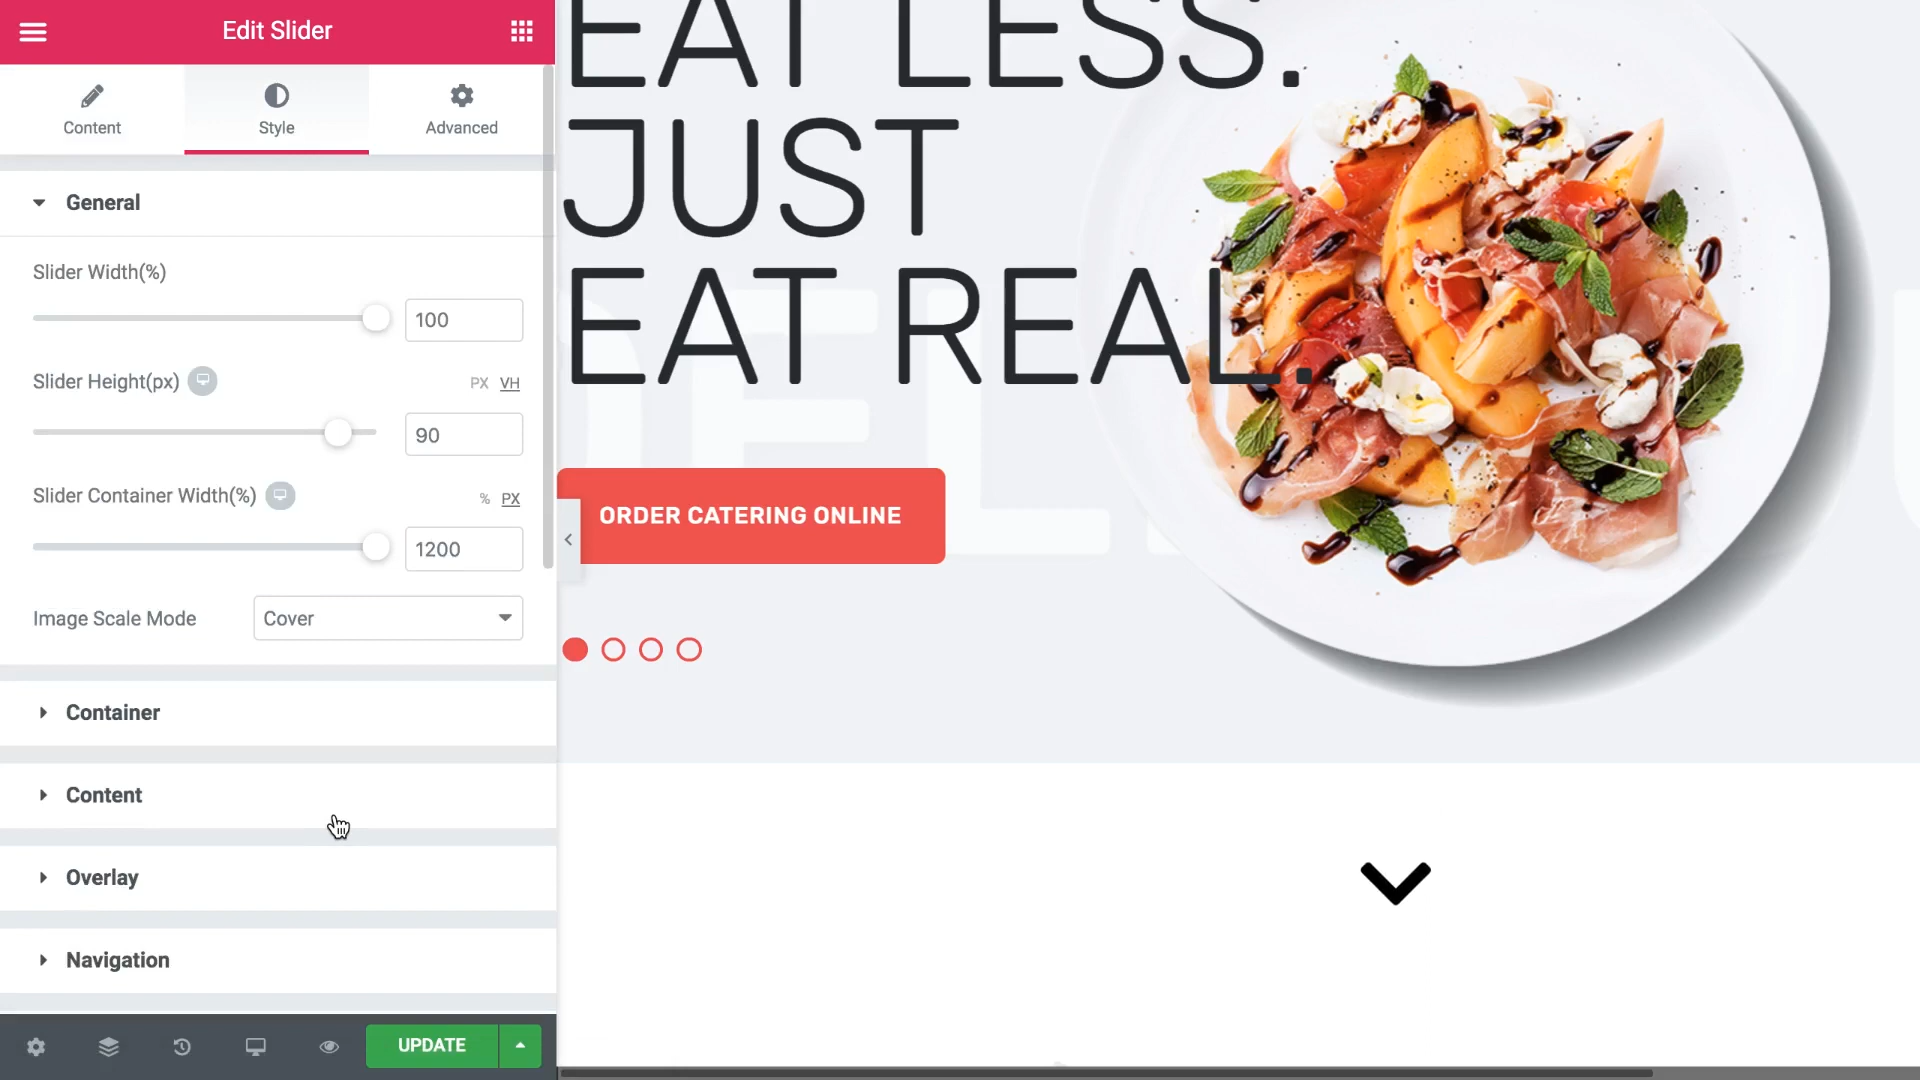 Edit Slider
Content
Style
Advanced
General
Slider Width(%)
100
Slider Height(px)
PX VH
90
Slider Container Width(%)
% PX
1200
Image Scale Mode
Cover
Container
Content
Overlay
Navigation
UPDATE
EAT LESS.
JUST
EAT REAL.
ORDER CATERING ONLINE